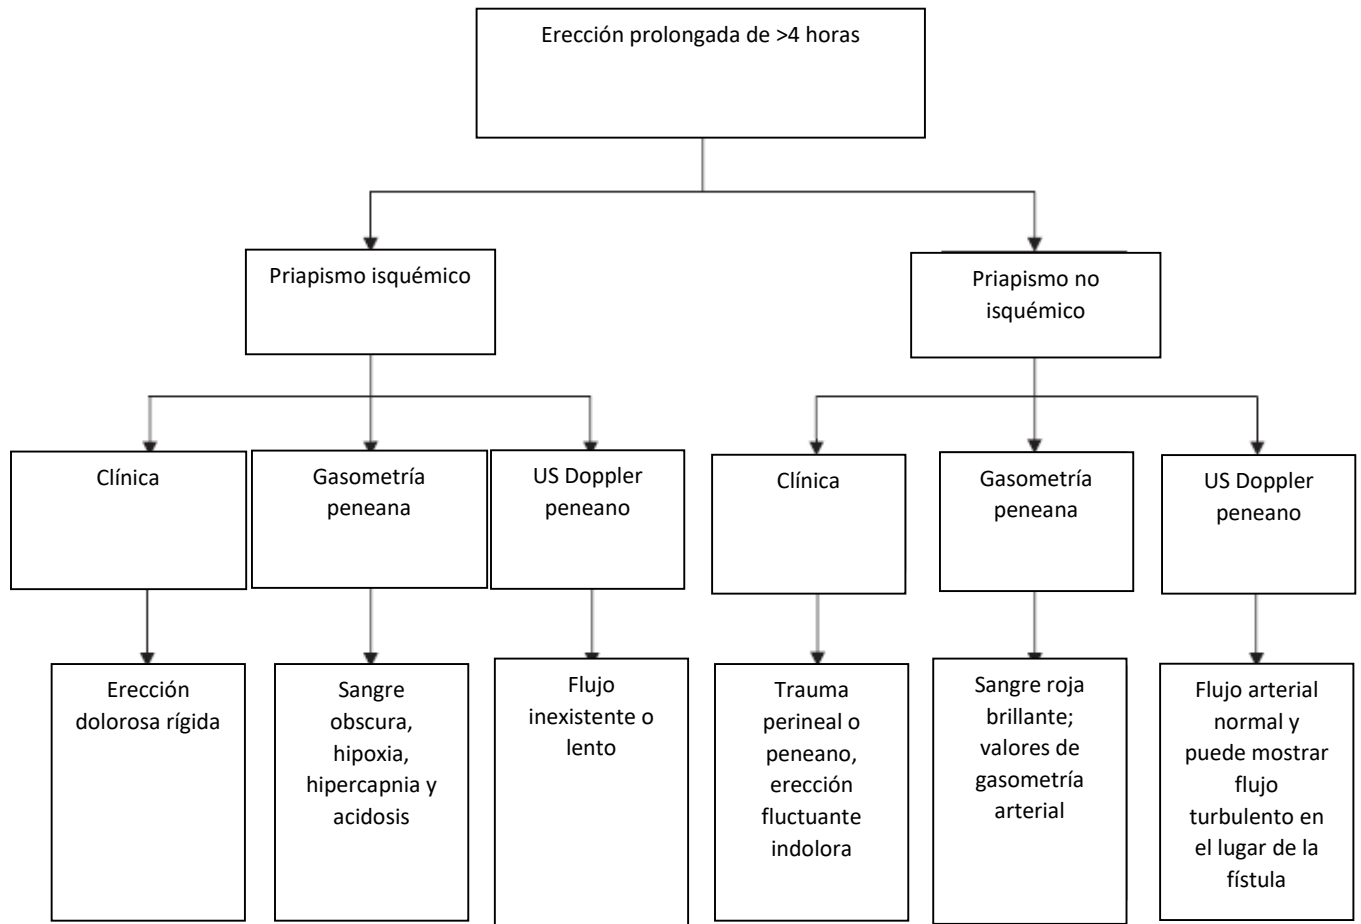 Erección prolongada de >4 horas
Priapismo isquémico
Priapismo no
isquémico
Clínica
Gasometría
peneana
US Doppler
peneano
Clínica
Gasometría
peneana
US Doppler
peneano
Erección
dolorosa rígida
Sangre
obscura,
hipoxia,
hipercapnia y
acidosis
Flujo
inexistente o
lento
Trauma
perineal o
peneano,
erección
fluctuante
indolora
Sangre roja
brillante;
valores de
gasometría
arterial
Flujo arterial
normal y
puede mostrar
flujo
turbulento en
el lugar de la
fístula